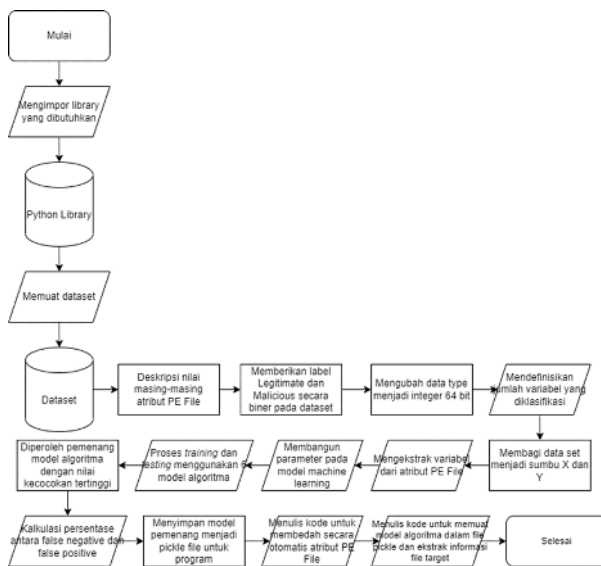 Mulai
Mengimpor library
yang dibutuhkan
Python Library
Memuat dataset
Dataset
Deskripsi nilai
masing-masing
atribut PE File
Memberikan label
Legitimate dan
Malicious secara
biner pada dataset
Mengubah data type
menjadi integer 64 bit
Mendefinisikan
jumlah variabel yang
diklasifikasi
Membagi data set
menjadi sumbu X dan
Y
Mengekstrak variabel
dari atribut PE File
Membangun
parameter pada
model machine
learning
Proses training dan
testing menggunakan 6
model algoritma
Diperoleh pemenang
model algoritma
dengan nilai
kecocokan tertinggi
Kalkulasi persentase
antara false negative dan
false positive
Menyimpan model
pemenang menjadi
pickle file untuk
program
Menulis kode untuk
membedah secara
otomatis atribut PE
File
Menulis kode untuk memuat
model algoritma dalam file
pickle dan ekstrak informasi
file target
Selesai